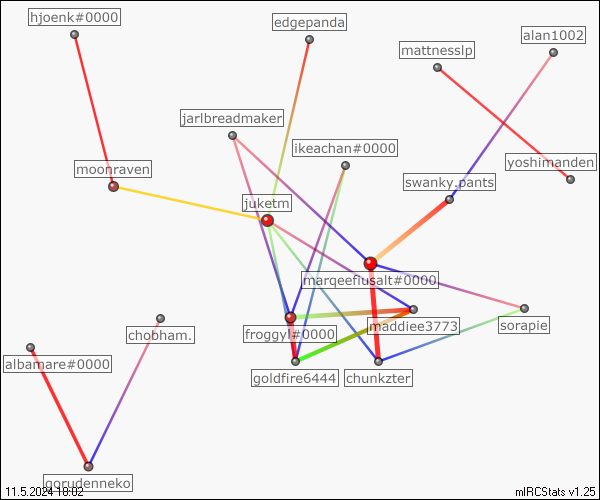 hjoenk#0000
edgepanda
alan1002
mattnesslp
jarlbreadmaker
ikeachan#0000
yoshimanden
moonraven
swanky.pants
juketm
marqeefiusalt#0000
maddiee3773
sorapie
froggyl#0000
chobham.
albamare#0000
goldfire6444
chunkzter
gorudenneko
11.5.2024 18:02
mIRCStats v1.25